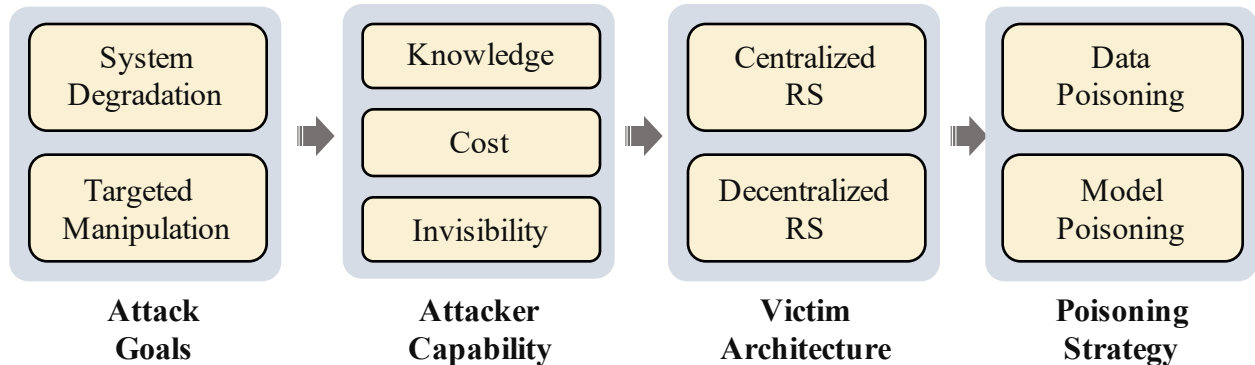 System
Degradation
Targeted
Manipulation
Attack
Goals
Knowledge
Cost
Invisibility
Attacker
Capability
Centralized
RS
Decentralized
RS
Victim
Architecture
Data
Poisoning
Model
Poisoning
Poisoning
Strategy